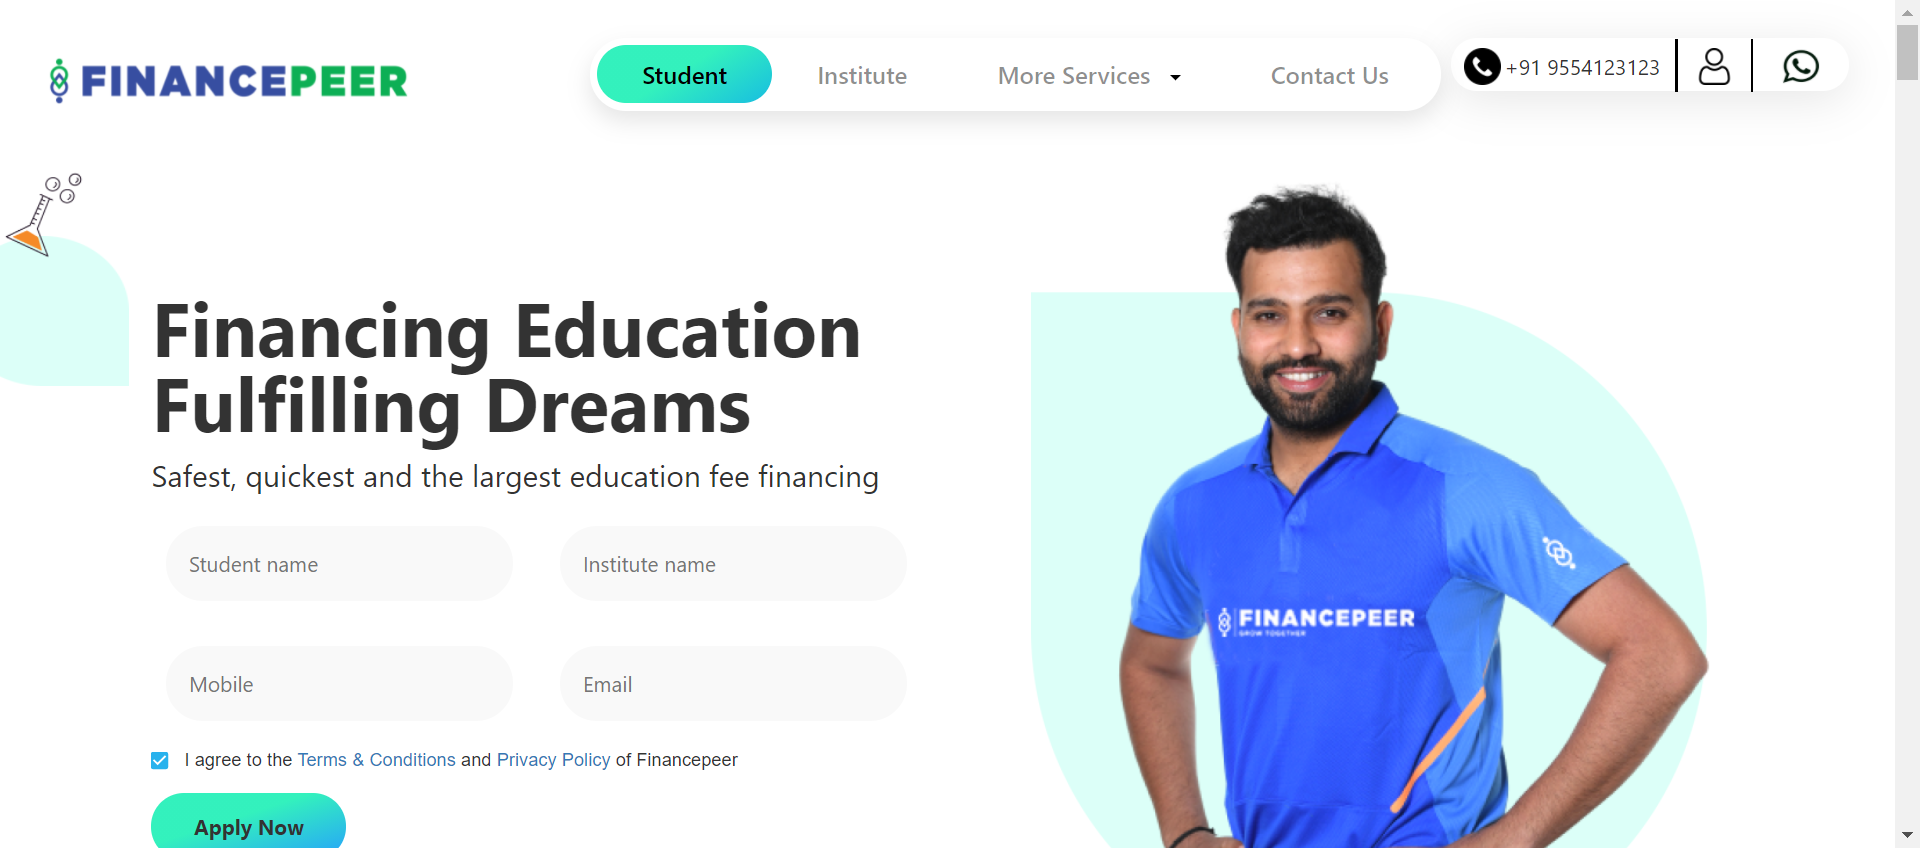 FINANCEPEER
Student
Institute
More Services
Contact Us
+91 9554123123
Financing Education
Fulfilling Dreams
Safest, quickest and the largest education fee financing
Student name
Institute name
Mobile
Email
I agree to the Terms & Conditions and Privacy Policy of Financepeer
Apply Now
FINANCEPEER
GROW TOGETHER